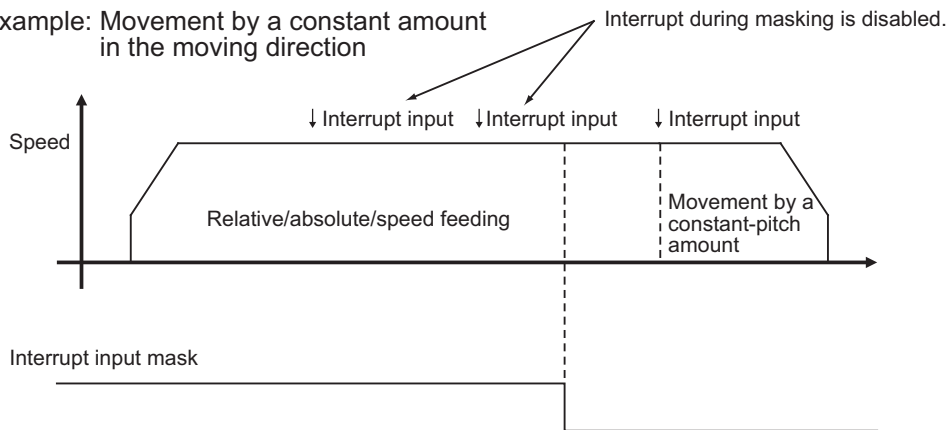 xample: Movement by a constant amount
in the moving direction
Interrupt during masking is disabled.
↓ Interrupt input ↓Interrupt input ↓ Interrupt input
Speed
Relative/absolute/speed feeding
Movement by a
constant-pitch
amount
Interrupt input mask